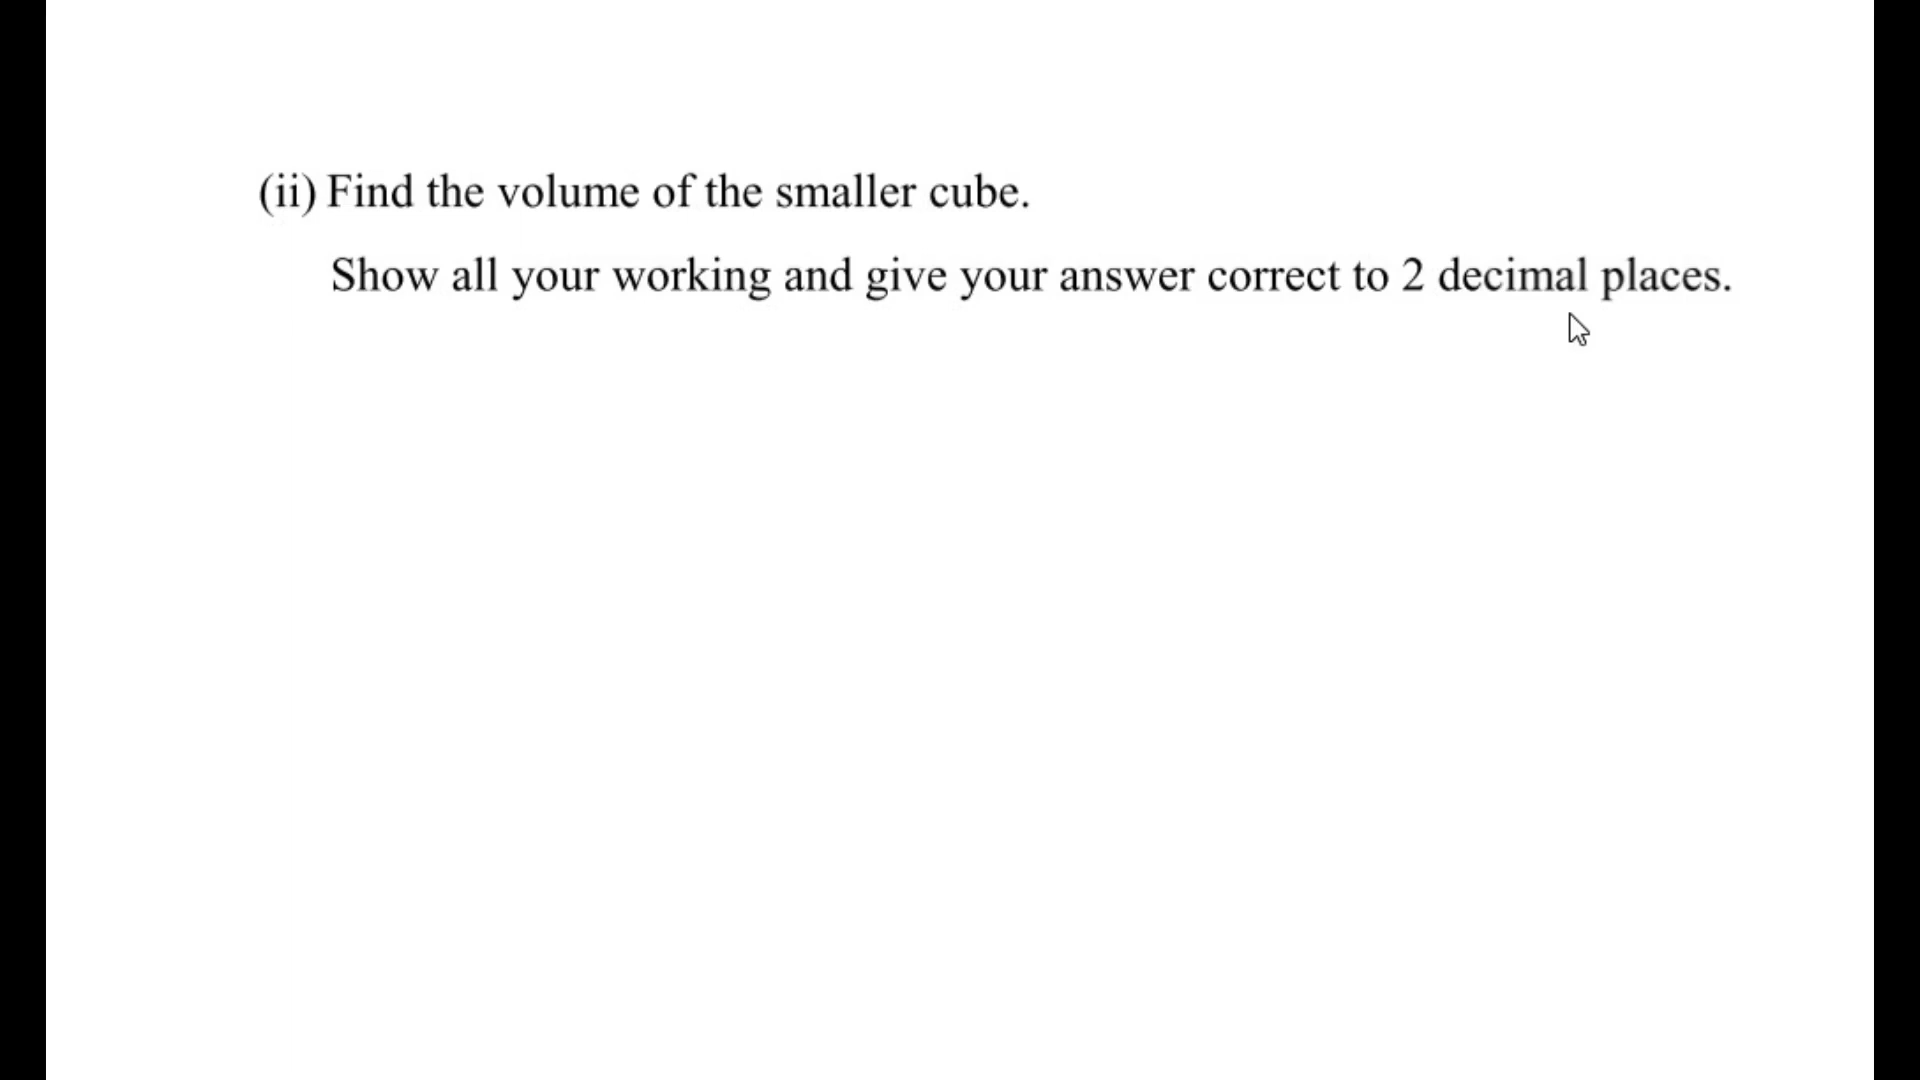 (ii) Find the volume of the smaller cube.
Show all your working and give your answer correct to 2 decimal places.